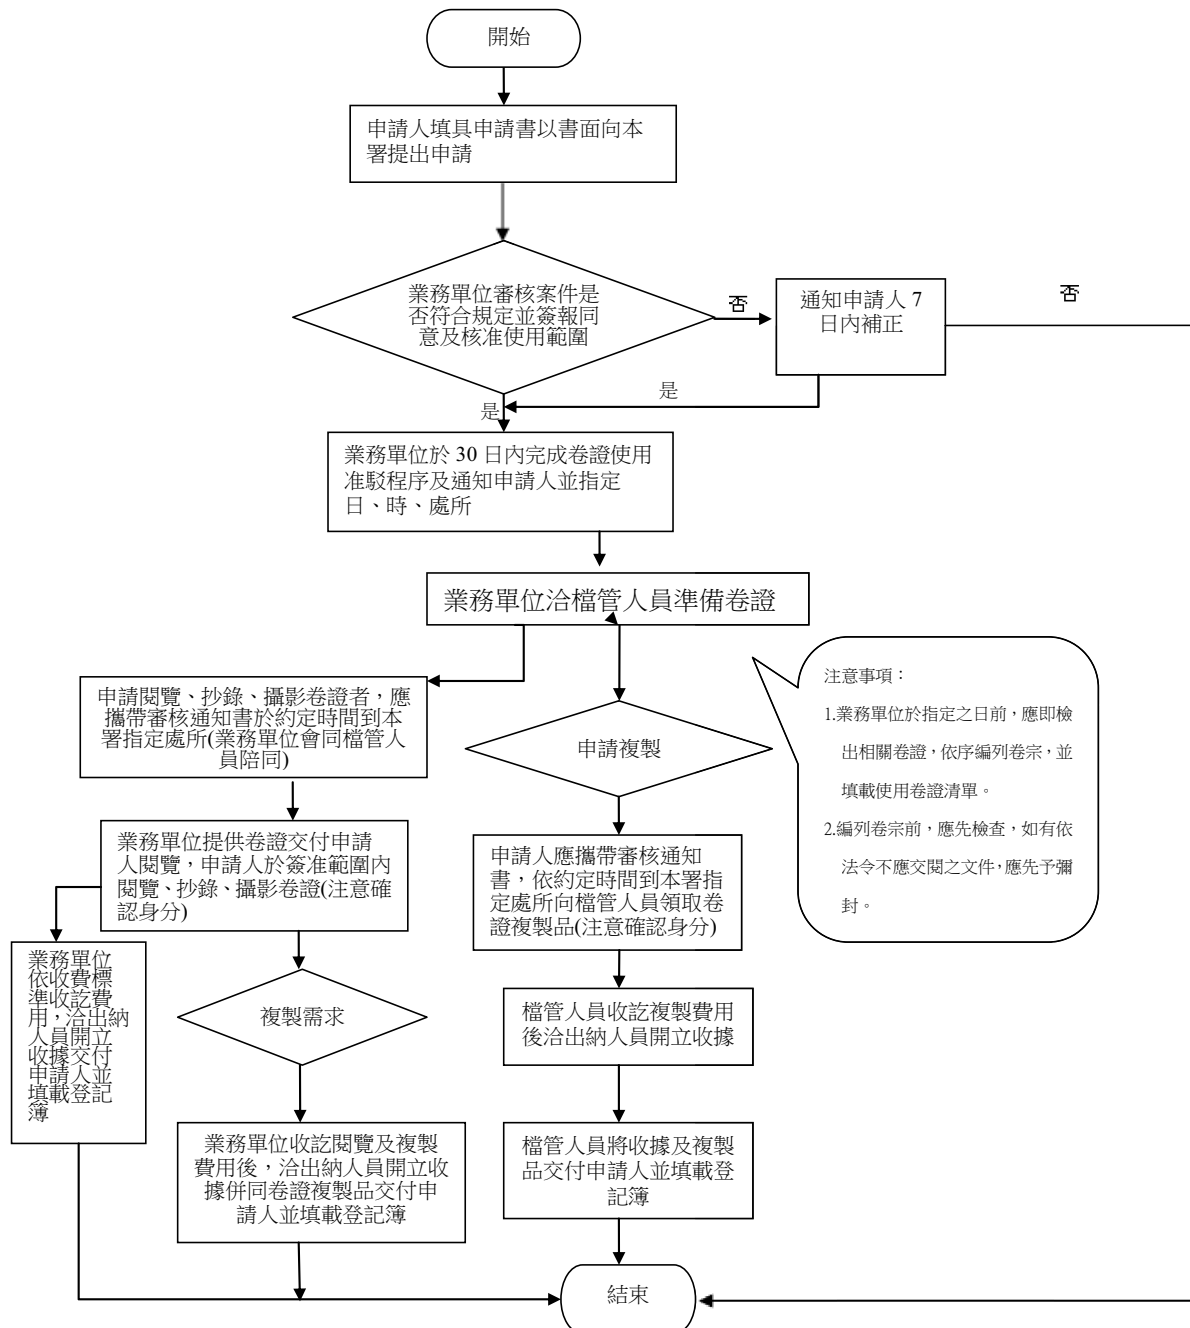 開始
申請人填具申請書以書面向本
署提出申請
業務單位審核案件是
否符合規定並簽報同
意及核准使用範圍
否
通知申請人 7
日內補正
否
是
是
業務單位於 30 日內完成卷證使用
准駁程序及通知申請人並指定
日、時、處所
業務單位洽檔管人員準備卷證
申請閱覽、抄錄、攝影卷證者，應
攜帶審核通知書於約定時間到本
署指定處所(業務單位會同檔管人
員陪同)
申請複製
注意事項：
1.業務單位於指定之日前，應即檢
出相關卷證，依序編列卷宗，並
填載使用卷證清單。
2.編列卷宗前，應先檢查，如有依
法令不應交閱之文件，應先予彌
封。
業務單位提供卷證交付申請
人閱覽，申請人於簽准範圍內
閱覽、抄錄、攝影卷證(注意確
認身分)
申請人應攜帶審核通知
書，依約定時間到本署指
定處所向檔管人員領取卷
證複製品(注意確認身分)
業務單位
依收費標
準收訖費
用，洽出納
人員開立
收據交付
申請人並
填載登記
簿
複製需求
檔管人員收訖複製費用
後洽出納人員開立收據
業務單位收訖閱覽及複製
費用後，洽出納人員開立收
據併同卷證複製品交付申
請人並填載登記簿
檔管人員將收據及複製
品交付申請人並填載登
記簿
結束